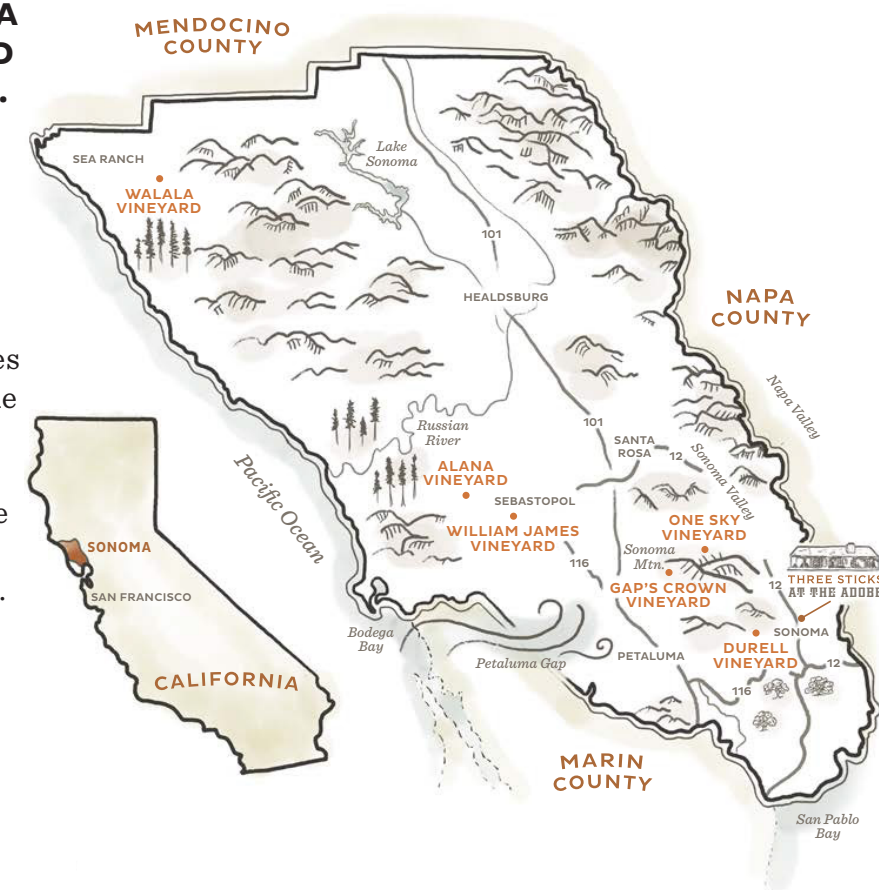 A
D
.
MENDOCINO
COUNTY
SEA RANCH
WALALA
VINEYARD
Lake
Sonoma
101
HEALDSBURG
NAPA
COUNTY
es
e
Napa Valley
Russian
River
101
SANTA
ROSA
12
Sonoma Valley
Pacific Ocean
ALANA
VINEYARD
SEBASTOPOL
WILLIAM JAMES
VINEYARD
ONE SKY
VINEYARD
Sonoma
Mtn.
116
GAP'S CROWN
VINEYARD
12
THREE STICKS
AT THE ADOBE
e
.
SONOMA
SAN FRANCISCO
CALIFORNIA
Bodega
Bay
Petaluma Gap
PETALUMA
SONOMA
DURELL
VINEYARD
12
116
MARIN
COUNTY
San Pablo
Bay